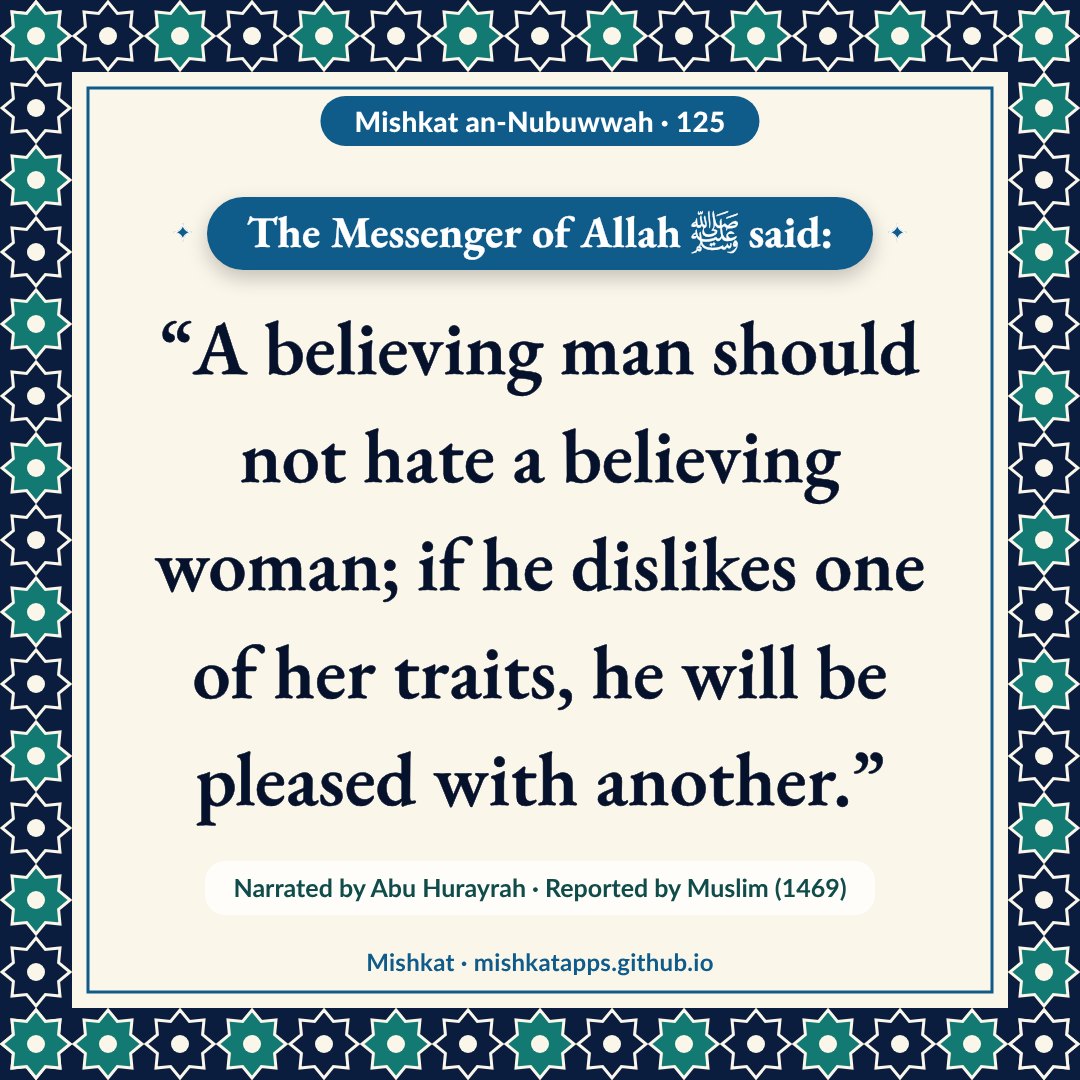 Mishkat an-Nubuwwah · 125
The Messenger of Allah ﷺ said:
“A believing man should
not hate a believing
woman; if he dislikes one
of her traits, he will be
pleased with another.”
Narrated by Abu Hurayrah · Reported by Muslim (1469)
Mishkat · mishkatapps.github.io